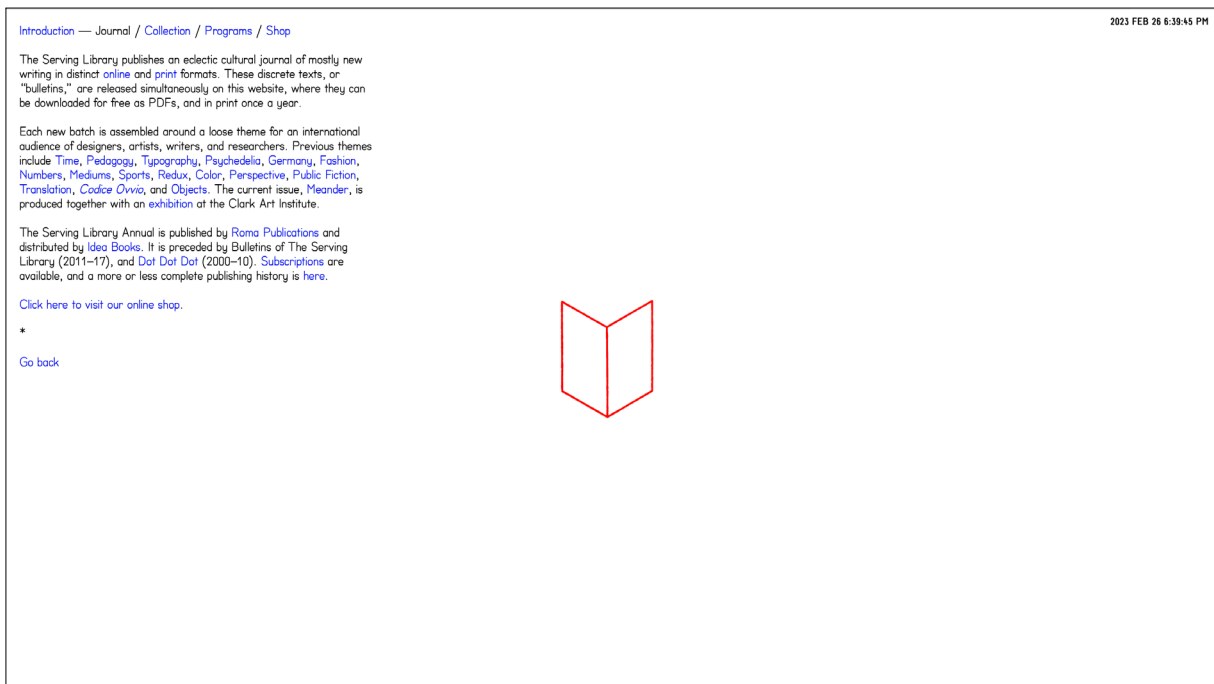 Introduction — Journal / Collection / Programs / Shop
2023 FEB 26 6:39:45 PM
The Serving Library publishes an eclectic cultural journal of mostly new
writing in distinct online and print formats. These discrete texts, or
“bulletins,” are released simultaneously on this website, where they can
be downloaded for free as PDFs, and in print once a year.
Each new batch is assembled around a loose theme for an international
audience of designers, artists, writers, and researchers. Previous themes
include Time, Pedagogy, Typography, Psychedelia, Germany, Fashion,
Numbers, Mediums, Sports, Redux, Color, Perspective, Public Fiction,
Translation, Codice Ovvio, and Objects. The current issue, Meander, is
produced together with an exhibition at the Clark Art Institute.
The Serving Library Annual is published by Roma Publications and
distributed by Idea Books. It is preceded by Bulletins of The Serving
Library (2011–17), and Dot Dot Dot (2000–10). Subscriptions are
available, and a more or less complete publishing history is here.
Click here to visit our online shop.
*
Go back